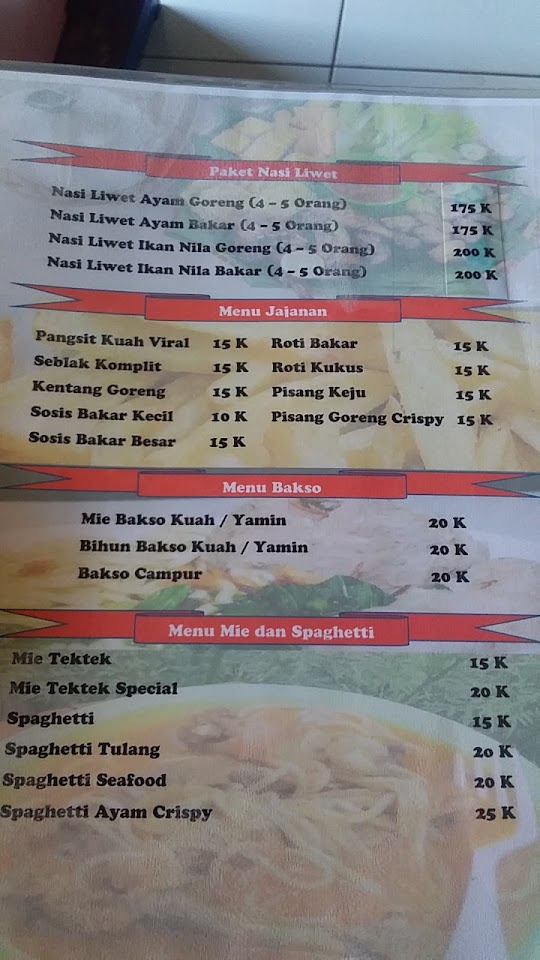 Paket Nasi Liwet
Nasi Liwet Ayam Goreng (4 – 5 Orang) 175 K
Nasi Liwet Ayam Bakar (4 – 5 Orang) 175 K
Nasi Liwet Ikan Nila Goreng (4 – 5 Orang) 200 K
Nasi Liwet Ikan Nila Bakar (4 – 5 Orang) 200 K
Menu Jajanan
Pangsit Kuah Viral 15 K Roti Bakar 15 K
Seblak Komplit 15 K Roti Kukus 15 K
Kentang Goreng 15 K Pisang Keju 15 K
Sosis Bakar Kecil 10 K Pisang Goreng Crispy 15 K
Sosis Bakar Besar 15 K
Menu Bakso
Mie Bakso Kuah / Yamin 20 K
Bihun Bakso Kuah / Yamin 20 K
Bakso Campur 20 K
Menu Mie dan Spaghetti
Mie Tektek 15 K
Mie Tektek Special 20 K
Spaghetti 15 K
Spaghetti Tulang 20 K
Spaghetti Seafood 20 K
Spaghetti Ayam Crispy 25 K